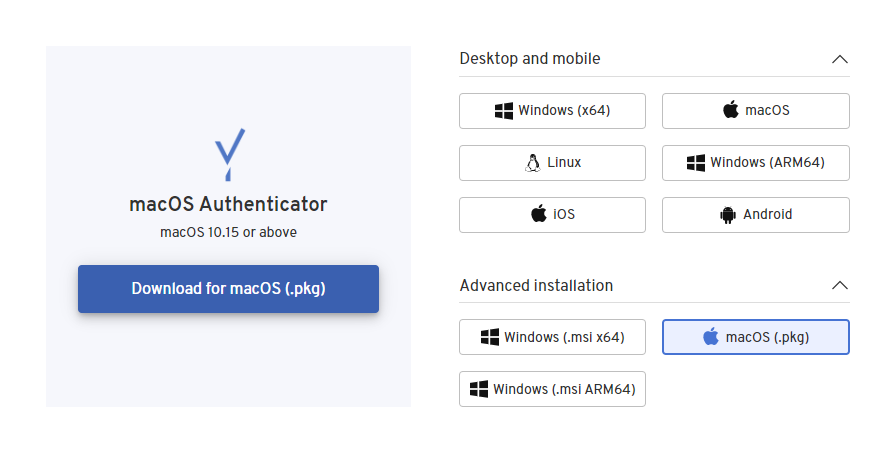 macOS Authenticator
macOS 10.15 or above
Download for macOS (.pkg)
Desktop and mobile
Windows (x64)
macOS
Linux
Windows (ARM64)
iOS
Android
Advanced installation
Windows (.msi x64)
macOS (.pkg)
Windows (.msi ARM64)